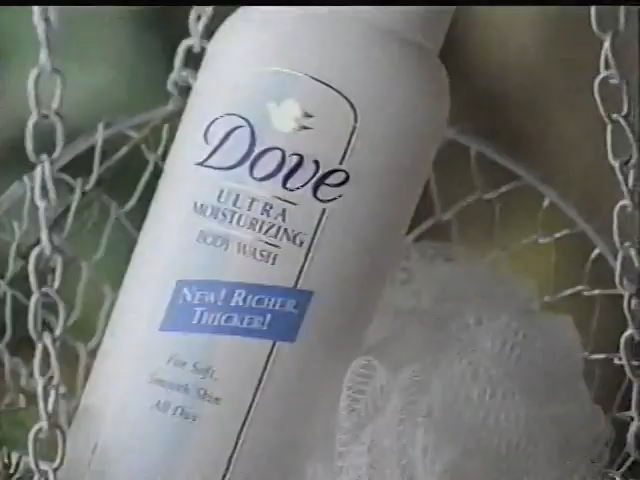 Dove
ULTRA
MOISTURIZING
BODY WASH
NEW! RICHER,
THICKER!
For Soft,
Smooth Skin
All Day